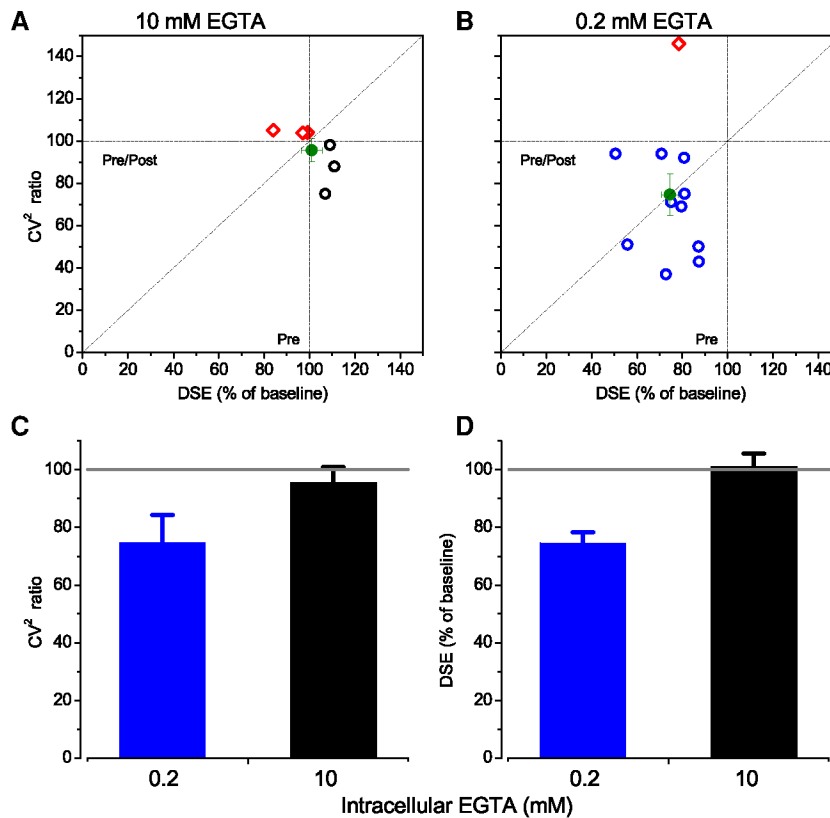 A
10 mM EGTA
B
0.2 mM EGTA
140
120
100
80
60
40
20
0
CV² ratio
Pre/Post
Pre
0 20 40 60 80 100 120 140
DSE (% of baseline)
140
120
100
80
60
40
20
0
Pre/Post
Pre
0 20 40 60 80 100 120 140
DSE (% of baseline)
C
100
80
60
40
20
0
CV² ratio
0.2 10
D
100
80
60
40
20
0
DSE (% of baseline)
0.2 10
Intracellular EGTA (mM)